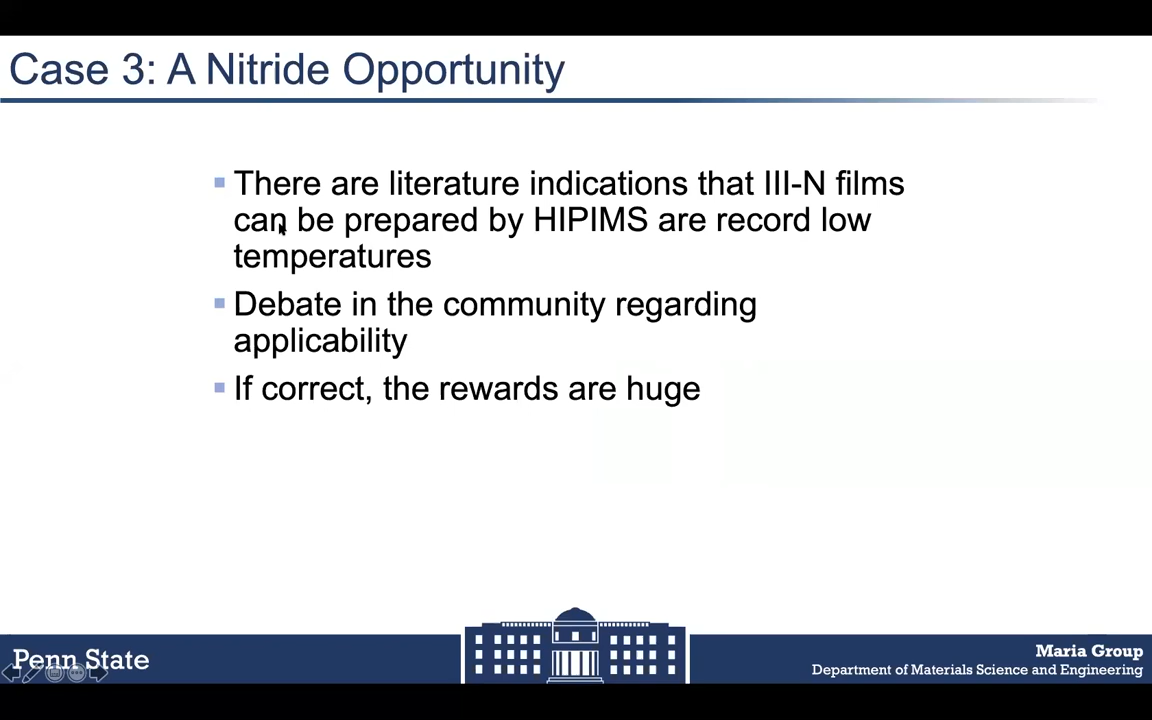 Case 3: A Nitride Opportunity
There are literature indications that III-N films
can be prepared by HIPIMS are record low
temperatures
Debate in the community regarding
applicability
If correct, the rewards are huge
Penn State
Maria Group
Department of Materials Science and Engineering